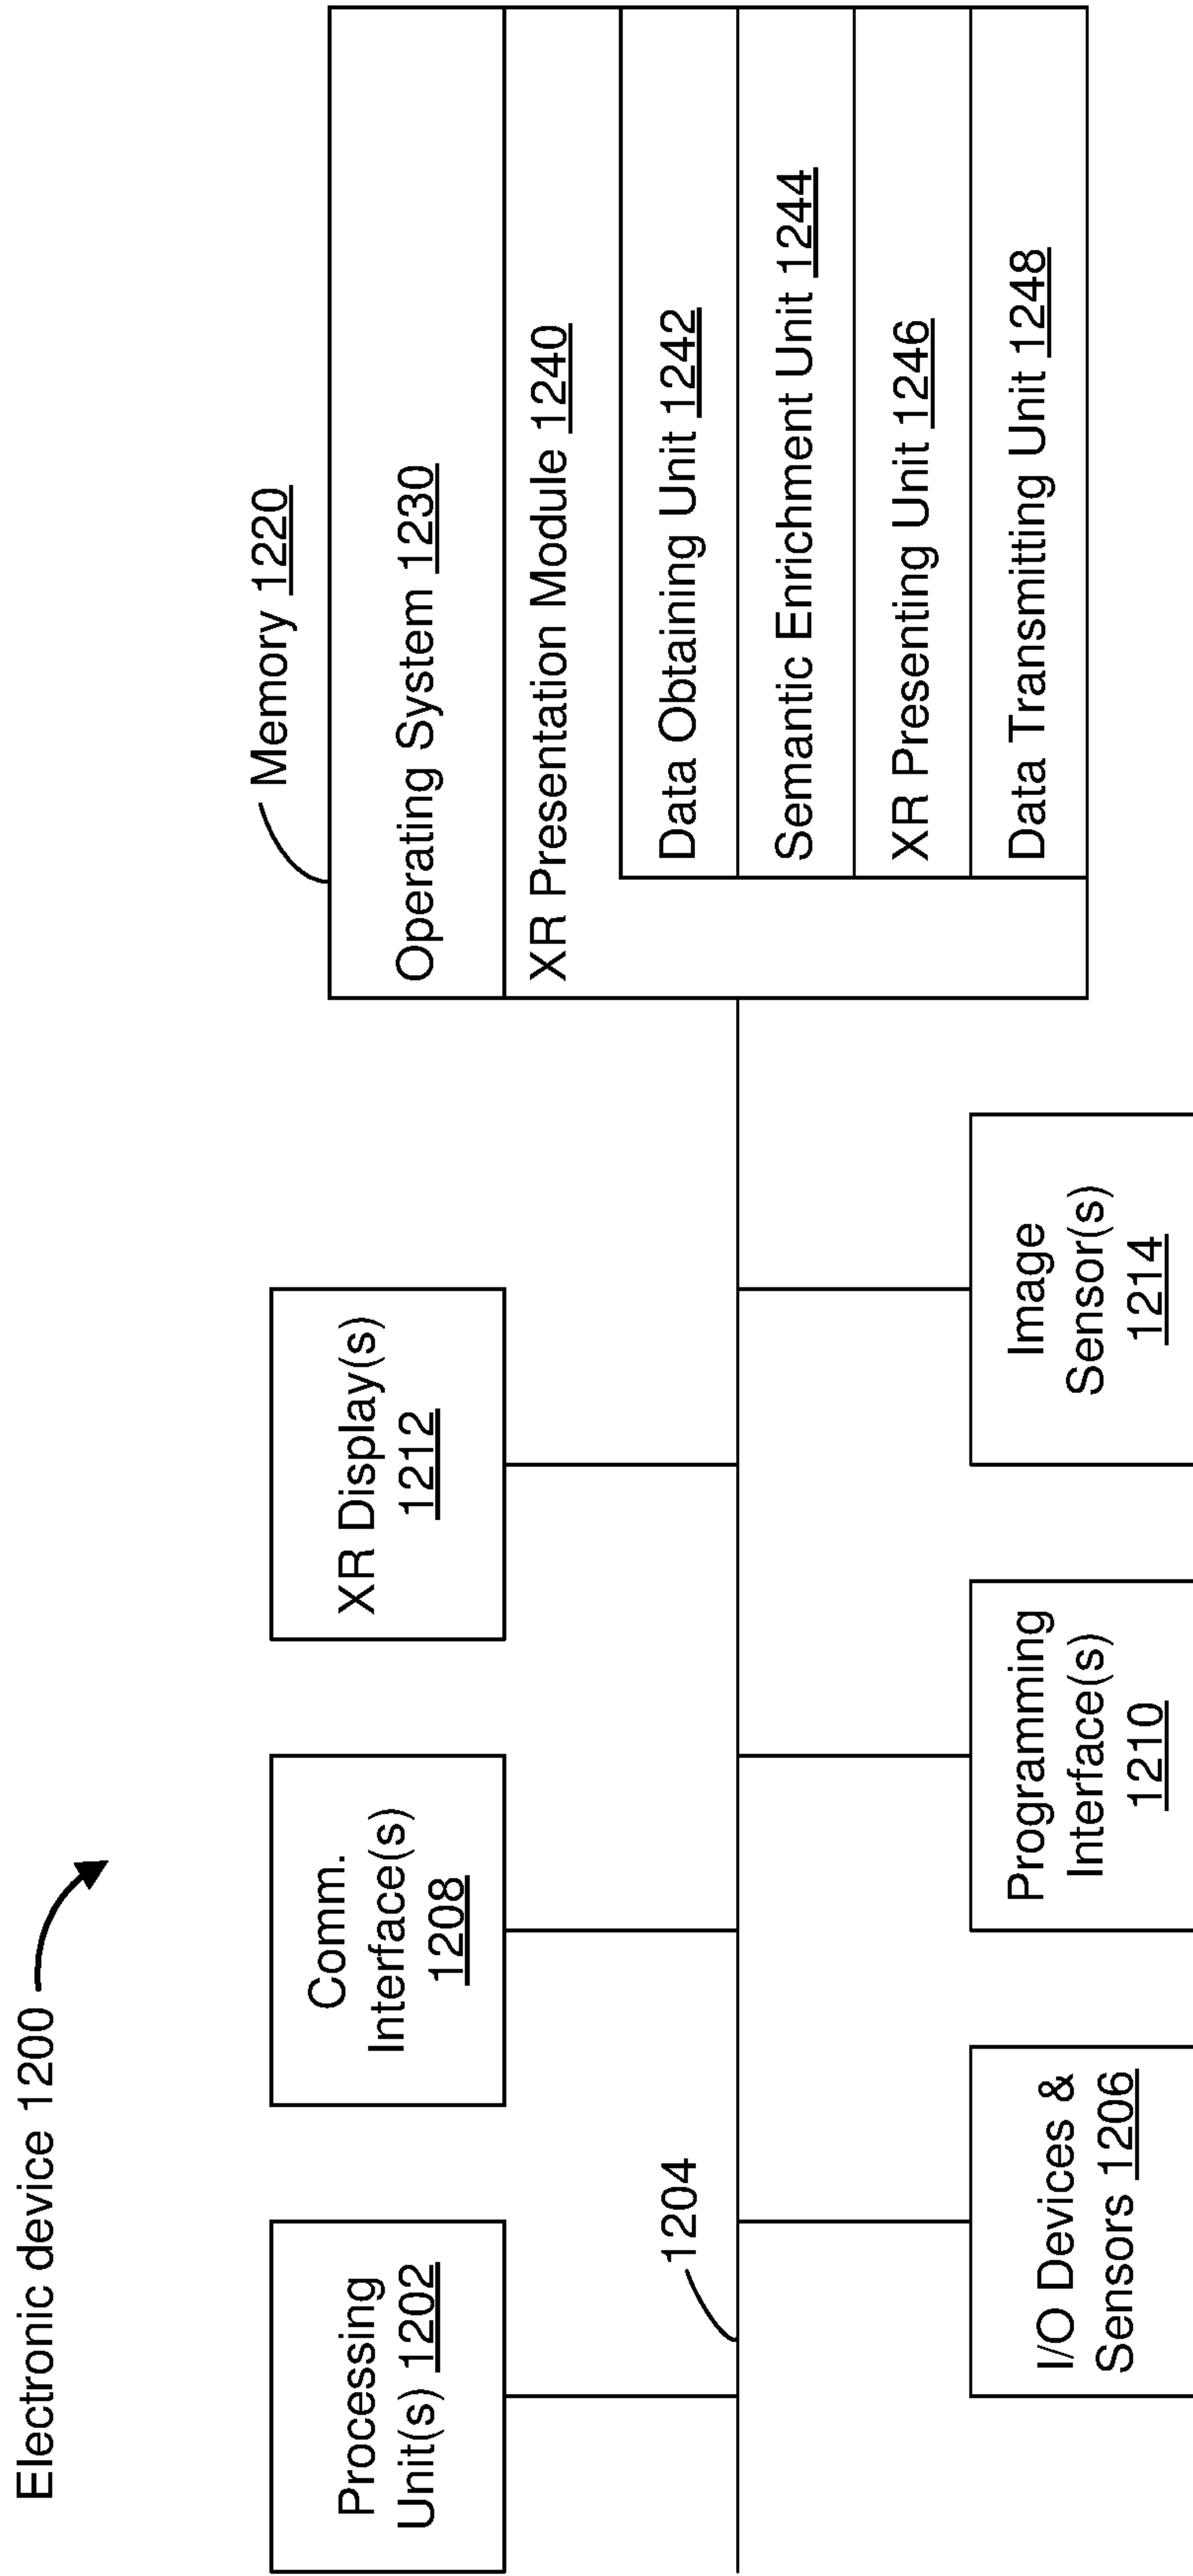 Electronic device 1200
Processing
Unit(s) 1202
Comm.
Interface(s)
1208
XR Display(s)
1212
Memory 1220
Operating System 1230
XR Presentation Module 1240
Data Obtaining Unit 1242
Semantic Enrichment Unit 1244
XR Presenting Unit 1246
Data Transmitting Unit 1248
1204
I/O Devices &
Sensors 1206
Programming
Interface(s)
1210
Image
Sensor(s)
1214